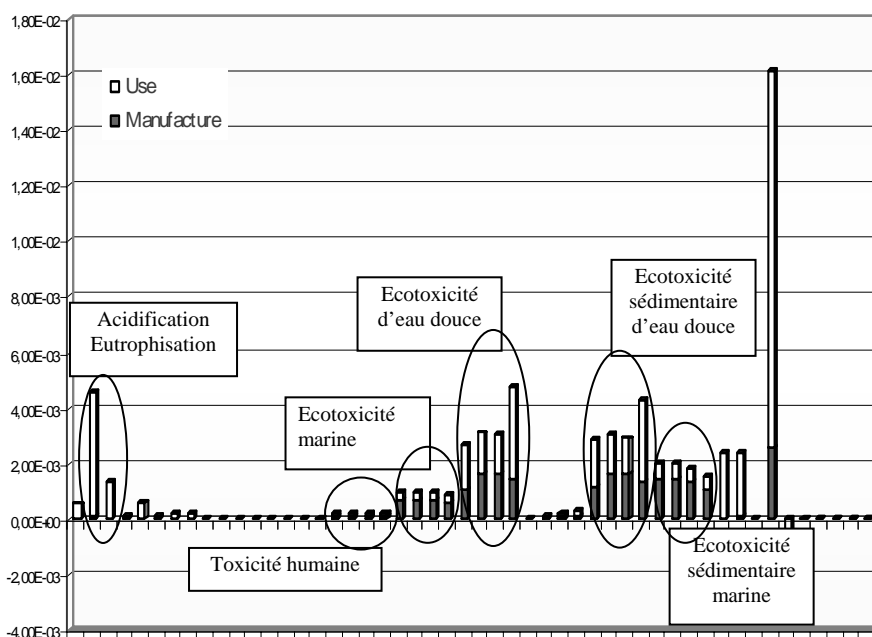 1,80E-02
1,60E-02
1,40E-02
1,20E-02
1,00E-02
8,00E-03
6,00E-03
4,00E-03
2,00E-03
0,00E+00
-2,00E-03
-4,00E-03
Use
Manufacture
Acidification
Eutrophisation
Ecotoxicité
marine
Ecotoxicité
d’eau douce
Ecotoxicité
sédimentaire
d’eau douce
Toxicité humaine
Ecotoxicité
sédimentaire
marine